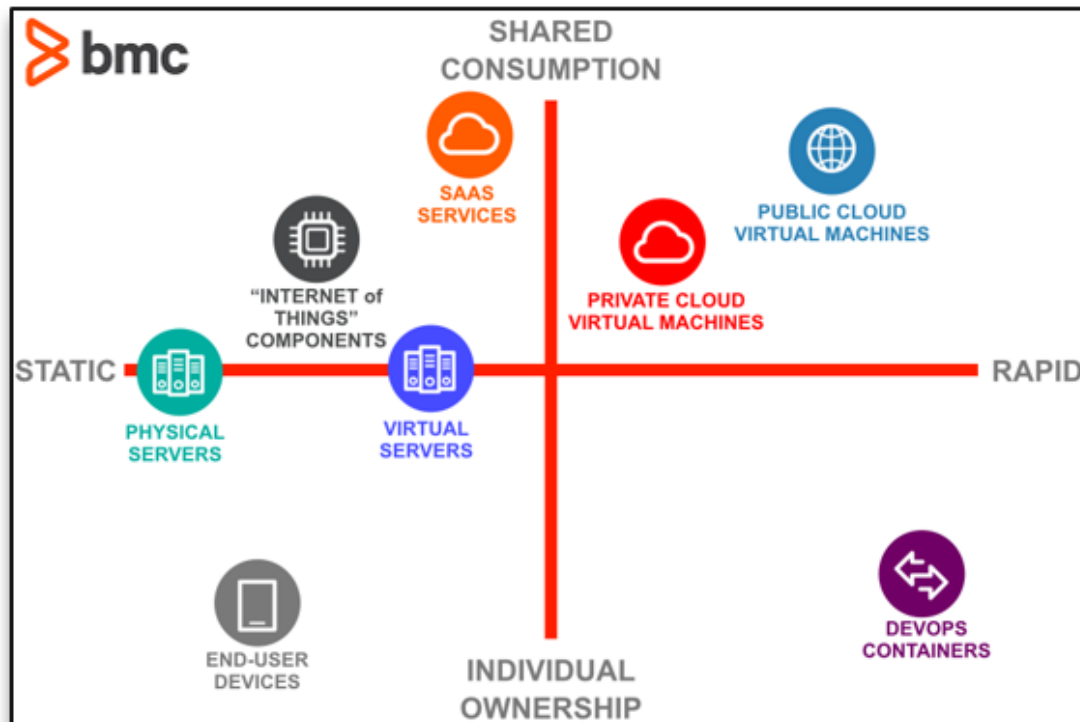 bmc
SHARED
CONSUMPTION
SAAS
SERVICES
PUBLIC CLOUD
VIRTUAL MACHINES
“INTERNET of
THINGS”
COMPONENTS
PRIVATE CLOUD
VIRTUAL MACHINES
STATIC
RAPID
PHYSICAL
SERVERS
VIRTUAL
SERVERS
END-USER
DEVICES
DEVOPS
CONTAINERS
INDIVIDUAL
OWNERSHIP